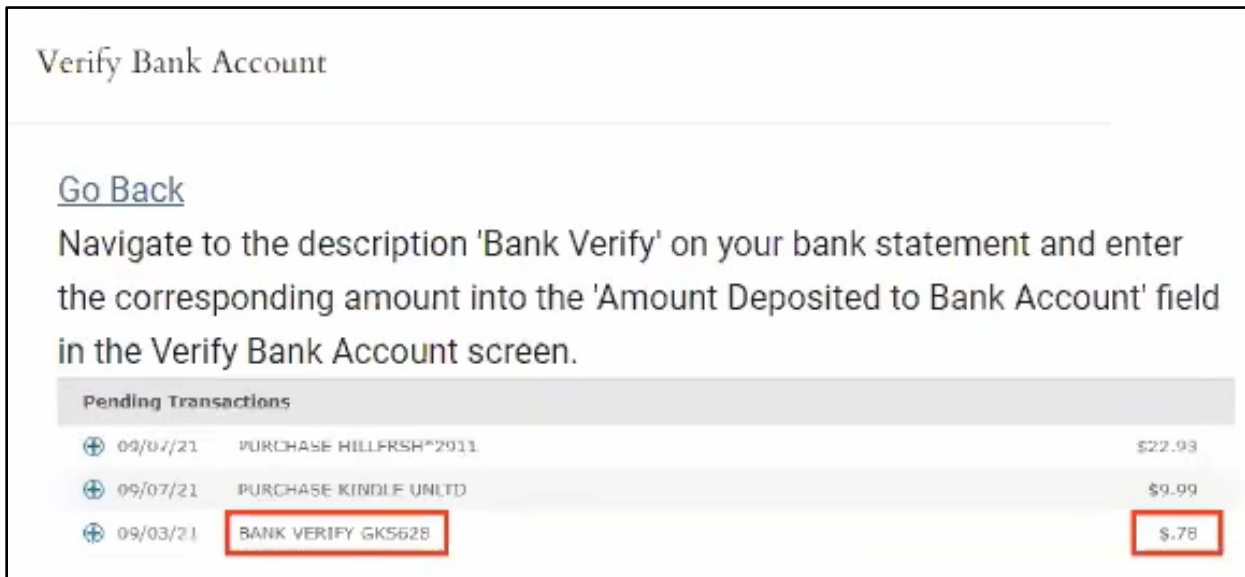 Verify Bank Account
Go Back
Navigate to the description 'Bank Verify' on your bank statement and enter
the corresponding amount into the 'Amount Deposited to Bank Account' field
in the Verify Bank Account screen.
Pending Transactions
09/07/21 PURCHASE HILLFRSH*2911 $22.93
09/07/21 PURCHASE KINDLE UNLTD $9.99
09/03/21 BANK VERIFY GKS628 $.78